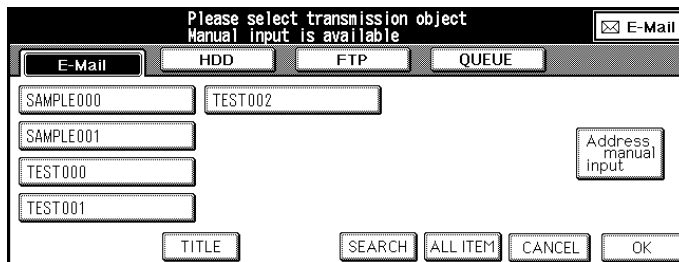 Please select transmission object
Manual input is available
E-Mail
E-Mail
HDD
FTP
QUEUE
SAMPLE000
TEST002
SAMPLE001
TEST000
TEST001
Address
manual
input
TITLE
SEARCH
ALL ITEM
CANCEL
OK